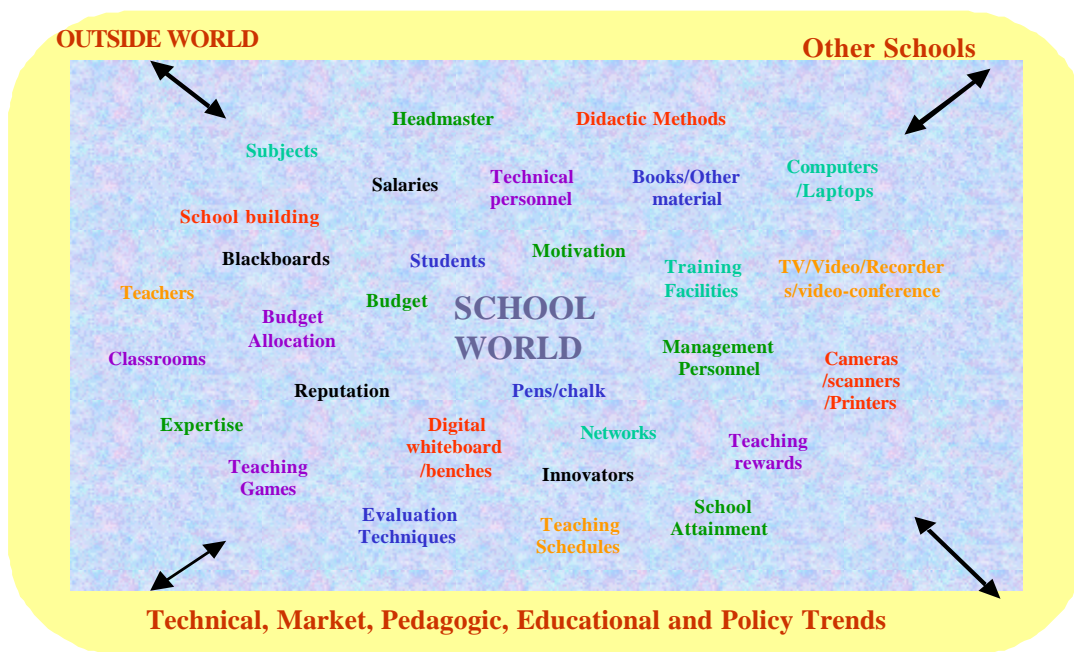 OUTSIDE WORLD
Other Schools
Headmaster
Didactic Methods
Subjects
Computers
/Laptops
Salaries
Technical
personnel
Books/Other
material
School building
Blackboards
Students
Motivation
Training
Facilities
TV/Video/Recorder
s/video-conference
Teachers
Budget
Budget
Allocation
SCHOOL
WORLD
Classrooms
Management
Personnel
Cameras
/scanners
/Printers
Reputation
Pens/chalk
Expertise
Digital
whiteboard
/benches
Networks
Teaching
rewards
Teaching
Games
Innovators
Evaluation
Techniques
Teaching
Schedules
School
Attainment
Technical, Market, Pedagogic, Educational and Policy Trends